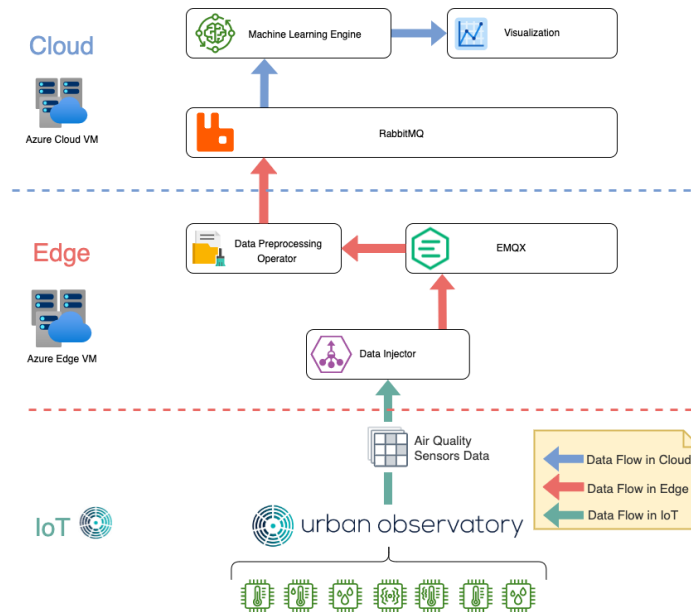 Cloud
Machine Learning Engine
Visualization
Azure Cloud VM
RabbitMQ
Edge
Data Preprocessing
Operator
EMQX
Azure Edge VM
Data Injector
Air Quality
Sensors Data
Data Flow in Cloud
Data Flow in Edge
Data Flow in IoT
IoT
urban observatory